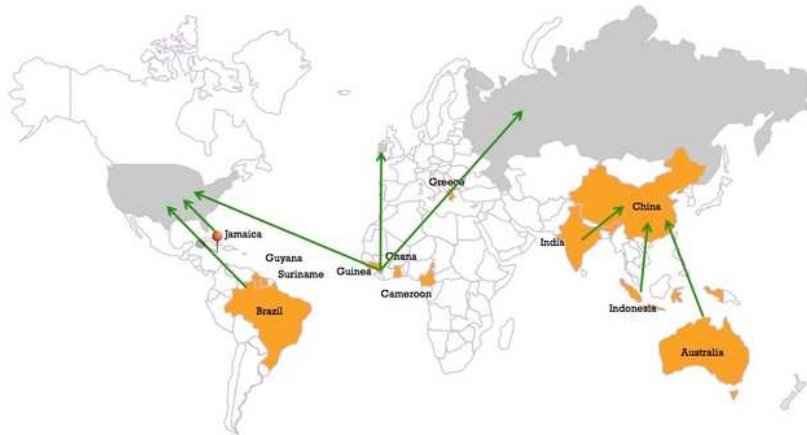 Greece
China
Jamaica
India
Ghana
Guyana
Guinea
Suriname
Cameroon
Brazil
Indonesia
Australia